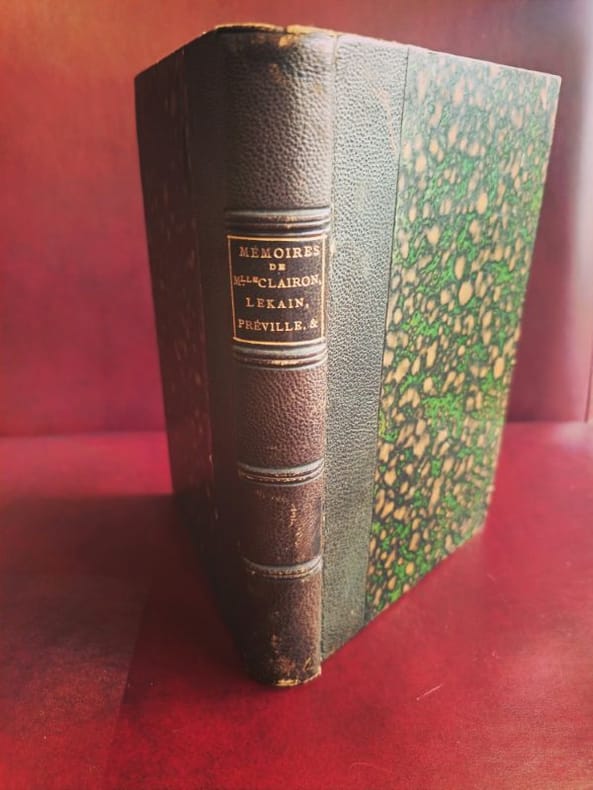 MÉMOIRES
DE
MLLE CLAIRON,
LEKAIN,
PRÉVILLE, &